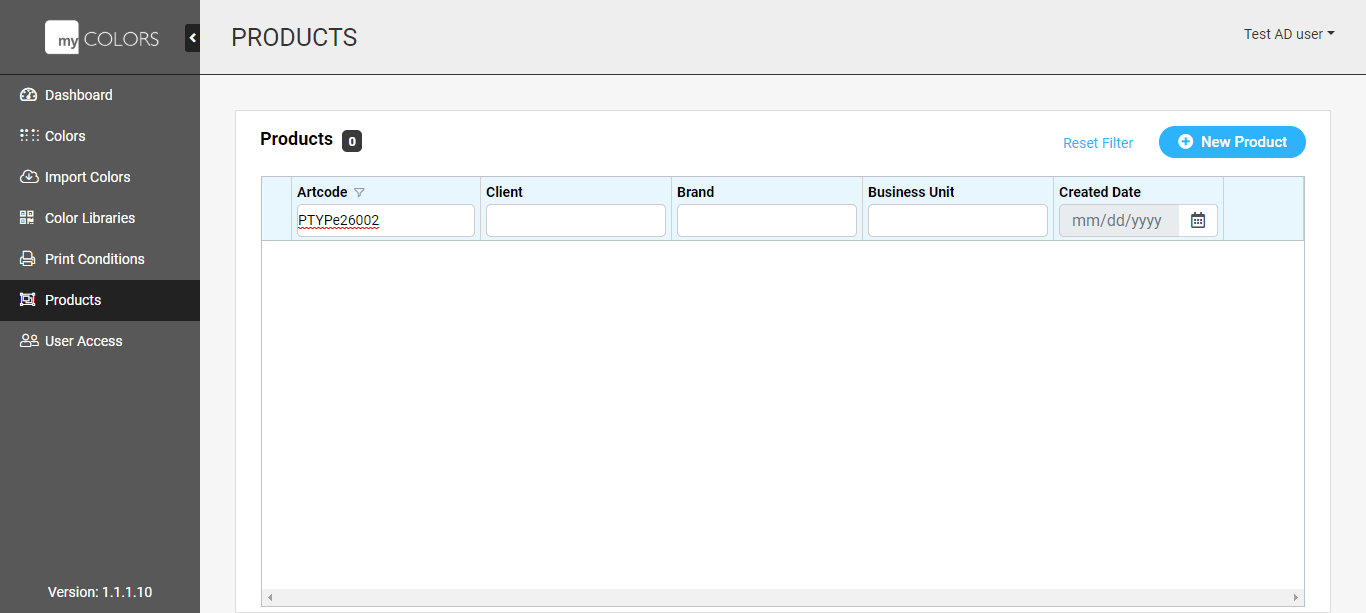 my COLORS
PRODUCTS
Test AD user
Dashboard
Colors
Import Colors
Color Libraries
Print Conditions
Products
User Access
Version: 1.1.1.10
Products 0
Reset Filter
New Product
Artcode Client Brand Business Unit Created Date
PTYPe26002 mm/dd/yyyy